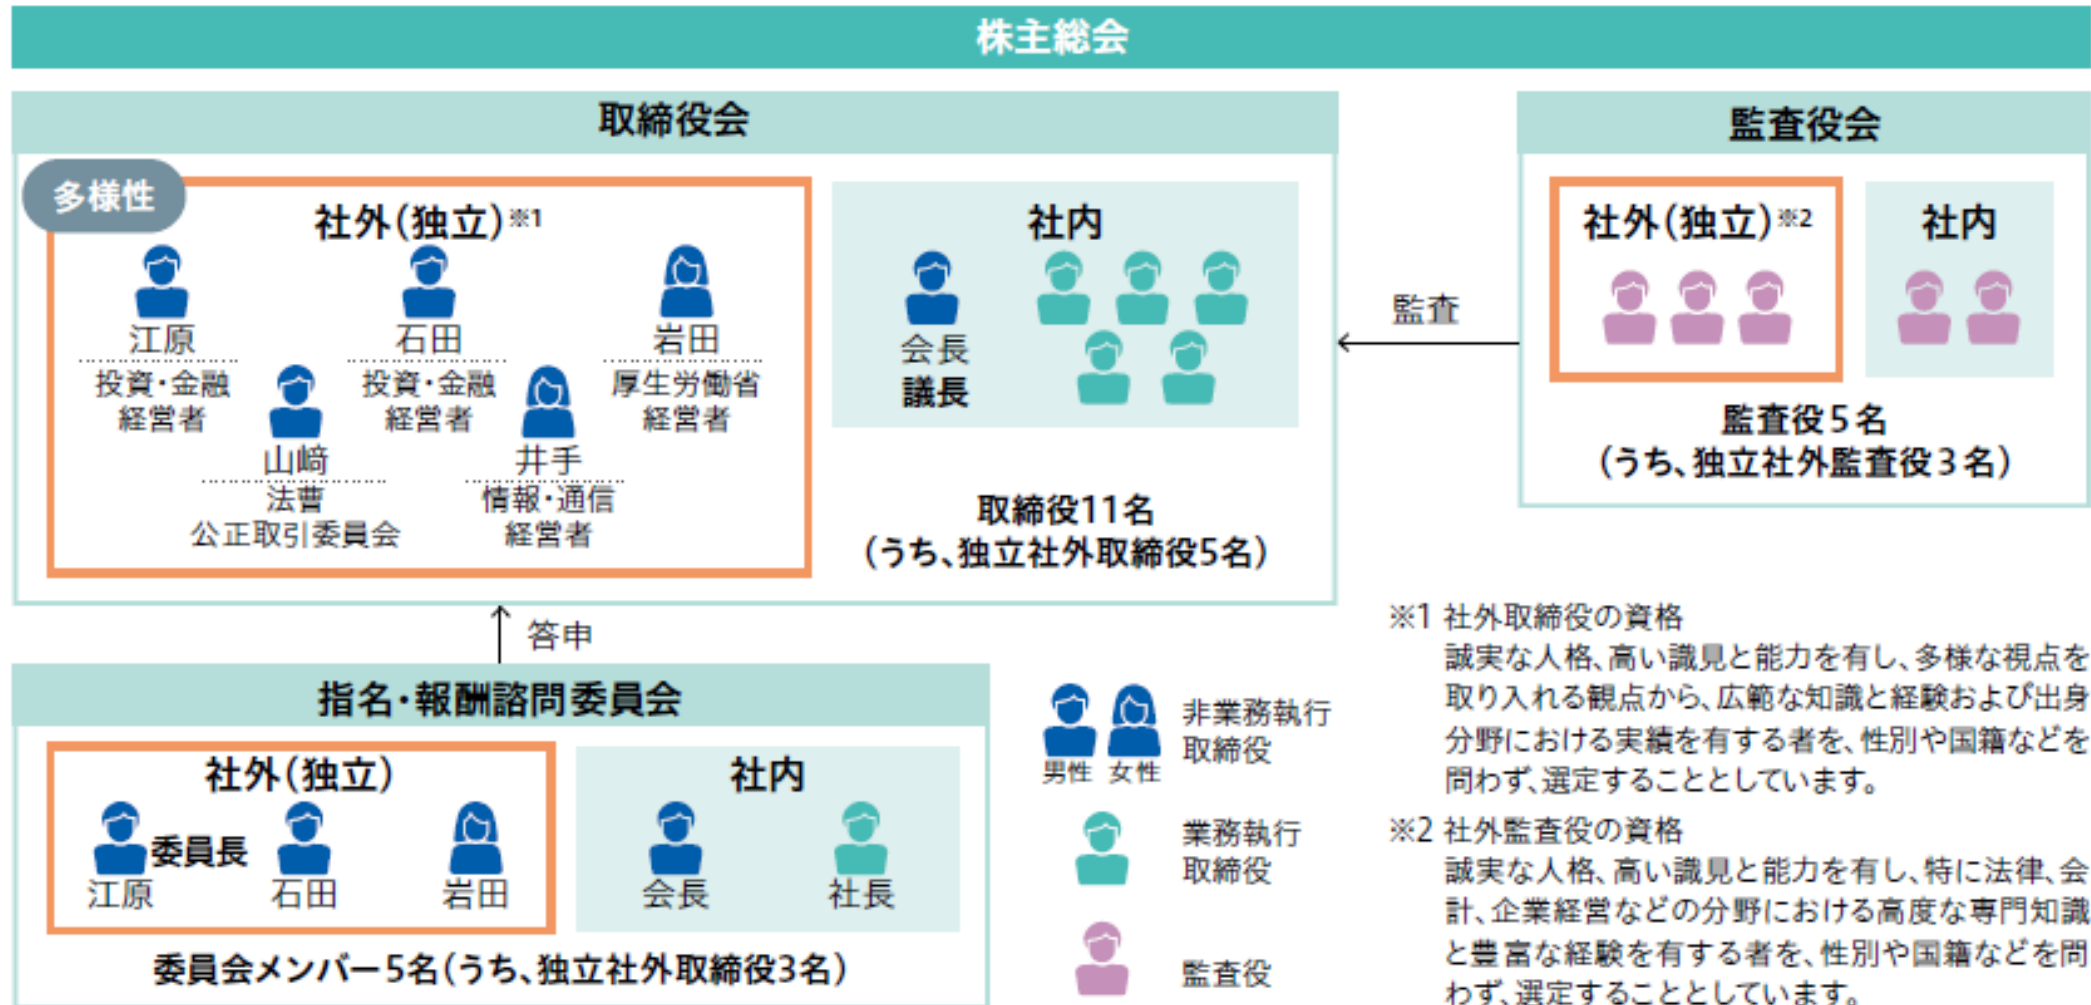 株主総会
取締役会
多様性
社外(独立)※1
江原
投資・金融
経営者
石田
投資・金融
経営者
岩田
厚生労働省
経営者
山﨑
法曹
公正取引委員会
井手
情報・通信
経営者
社内
会長
議長
取締役11名
(うち、独立社外取締役5名)
監査
監査役会
社外(独立)※2
社内
監査役5名
(うち、独立社外監査役3名)
答申
指名・報酬諮問委員会
社外(独立)
委員長
江原
石田
岩田
社内
会長
社長
委員会メンバー5名(うち、独立社外取締役3名)
男性 女性
非業務執行
取締役
業務執行
取締役
監査役
※1 社外取締役の資格
誠実な人格、高い識見と能力を有し、多様な視点を
取り入れる観点から、広範な知識と経験および出身
分野における実績を有する者を、性別や国籍などを
問わず、選定することとしています。
※2 社外監査役の資格
誠実な人格、高い識見と能力を有し、特に法律、会
計、企業経営などの分野における高度な専門知識
と豊富な経験を有する者を、性別や国籍などを問
わず、選定することとしています。